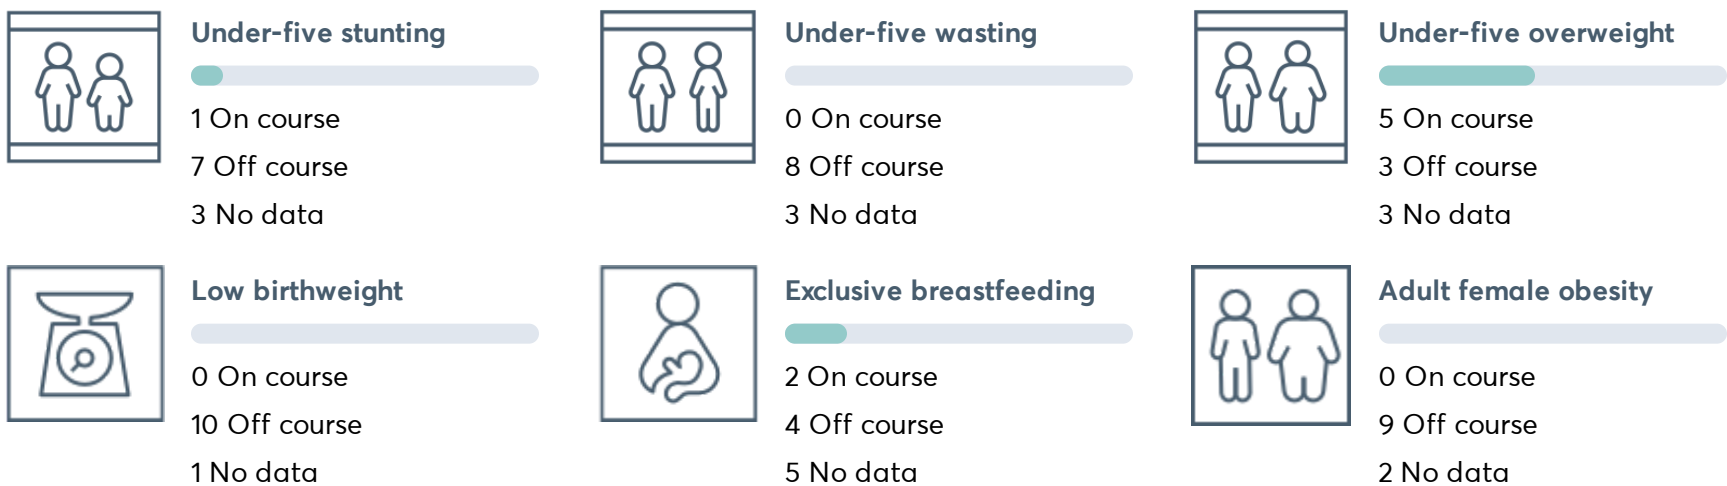 Under-five stunting
1 On course
7 Off course
3 No data
Under-five wasting
0 On course
8 Off course
3 No data
Under-five overweight
5 On course
3 Off course
3 No data
Low birthweight
0 On course
10 Off course
1 No data
Exclusive breastfeeding
2 On course
4 Off course
5 No data
Adult female obesity
0 On course
9 Off course
2 No data